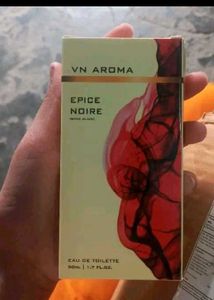 VN AROMA
EPICE
NOIRE
EAU DE TOILETTE
50mL | 1.7 FL.OZ.